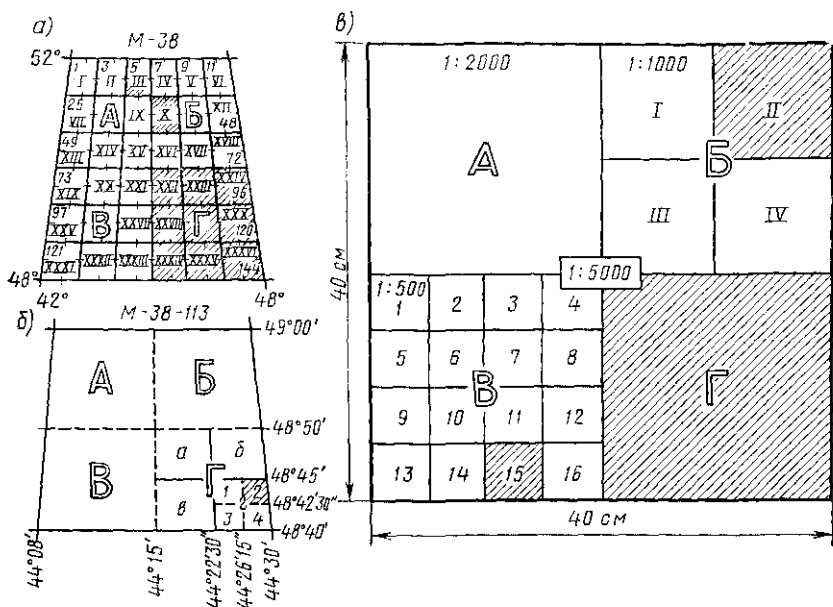 а)
М-38
52°
1 3 5 7 9 11
I II III IV V VI
25 А IX X Б XII
VII 48
49 XIV XV XVI XVII XVIII
XIII 72
73 XX XXI XXII XXIII XXIV
XIX 96
97 В XXVII XXVIII Г XXX
XXV 120
121 XXXII XXXIII XXXIV XXXV XXXVI
XXXI 144
48°
42° 48°
б)
М-38-113
49°00'
А Б
48°50'
а б
В Г
48°45'
в 1 2
г 48°42'30"
3 4
48°40'
44°08' 44°15' 44°22'30" 44°26'15" 44°30'
в)
1:2000 1:1000
I II
А Б
III IV
40 см
1:5000
1:500
1 2 3 4
5 6 7 8
В Г
9 10 11 12
13 14 15 16
40 см